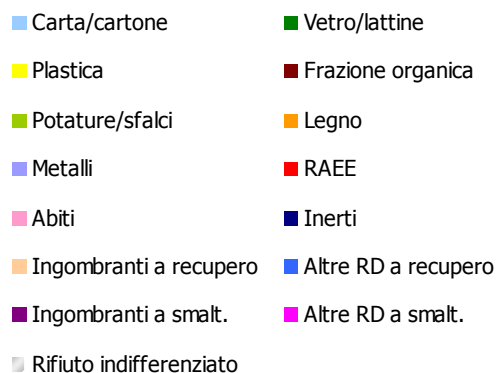 Carta/cartone
Vetro/lattine
Plastica
Frazione organica
Potature/sfalci
Legno
Metalli
RAEE
Abiti
Inerti
Ingombranti a recupero
Altre RD a recupero
Ingombranti a smalt.
Altre RD a smalt.
Rifiuto indifferenziato